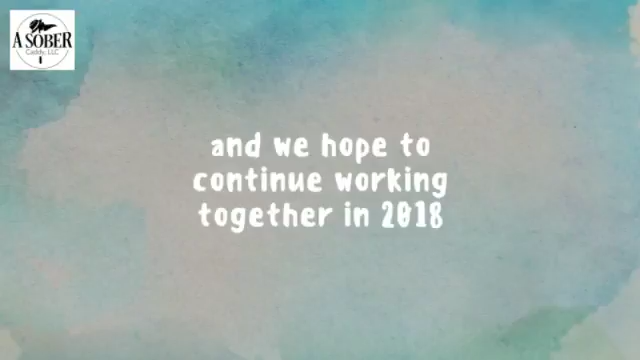 A SOBER
Caddy, LLC
and we hope to
continue working
together in 2018